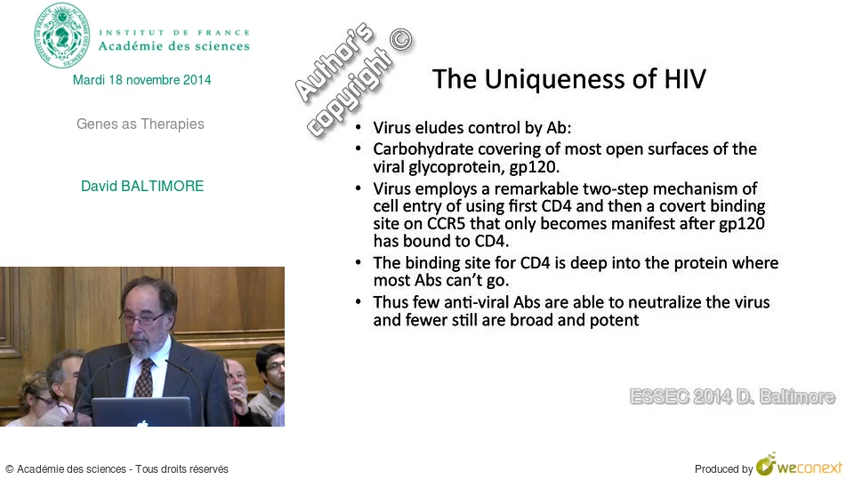 INSTITUT DE FRANCE
Académie des sciences
Mardi 18 novembre 2014
Genes as Therapies
David BALTIMORE
Author's
copyright ©
The Uniqueness of HIV
• Virus eludes control by Ab:
• Carbohydrate covering of most open surfaces of the
viral glycoprotein, gp120.
• Virus employs a remarkable two-step mechanism of
cell entry of using first CD4 and then a covert binding
site on CCR5 that only becomes manifest after gp120
has bound to CD4.
• The binding site for CD4 is deep into the protein where
most Abs can't go.
• Thus few anti-viral Abs are able to neutralize the virus
and fewer still are broad and potent
ESSEC 2014 D. Baltimore
© Académie des sciences - Tous droits réservés
Produced by weconext